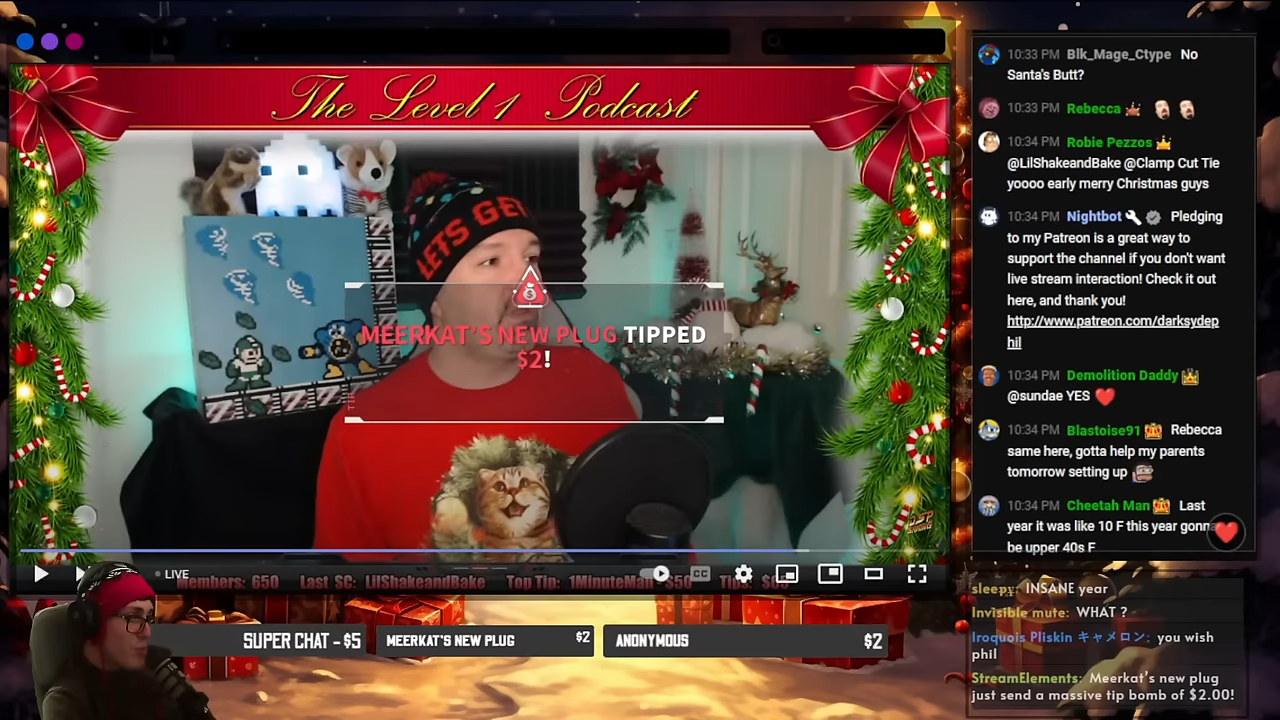 The Level 1 Podcast
LETS GET
MEERKAT'S NEW PLUG TIPPED
$2!
LIVE
Members: 650 Last SC: LilShakeandBake Top Tip: 1MinuteMan $50
CC
SUPER CHAT - $5
MEERKAT'S NEW PLUG $2
ANONYMOUS $2
10:33 PM Blk_Mage_Ctype No
Santa's Butt?
10:33 PM Rebecca
10:34 PM Robie Pezzos
@LilShakeandBake @Clamp Cut Tie
yoooo early merry Christmas guys
10:34 PM Nightbot Pledging
to my Patreon is a great way to
support the channel if you don't want
live stream interaction! Check it out
here, and thank you!
http://www.patreon.com/darksydep
hil
10:34 PM Demolition Daddy
@sundae YES
10:34 PM Blastoise91 Rebecca
same here, gotta help my parents
tomorrow setting up
10:34 PM Cheetah Man Last
year it was like 10 F this year gonna
be upper 40s F
sleepy: INSANE year
Invisible mute: WHAT ?
Iroquois Pliskin キャメロン: you wish
phil
StreamElements: Meerkat's new plug
just send a massive tip bomb of $2.00!